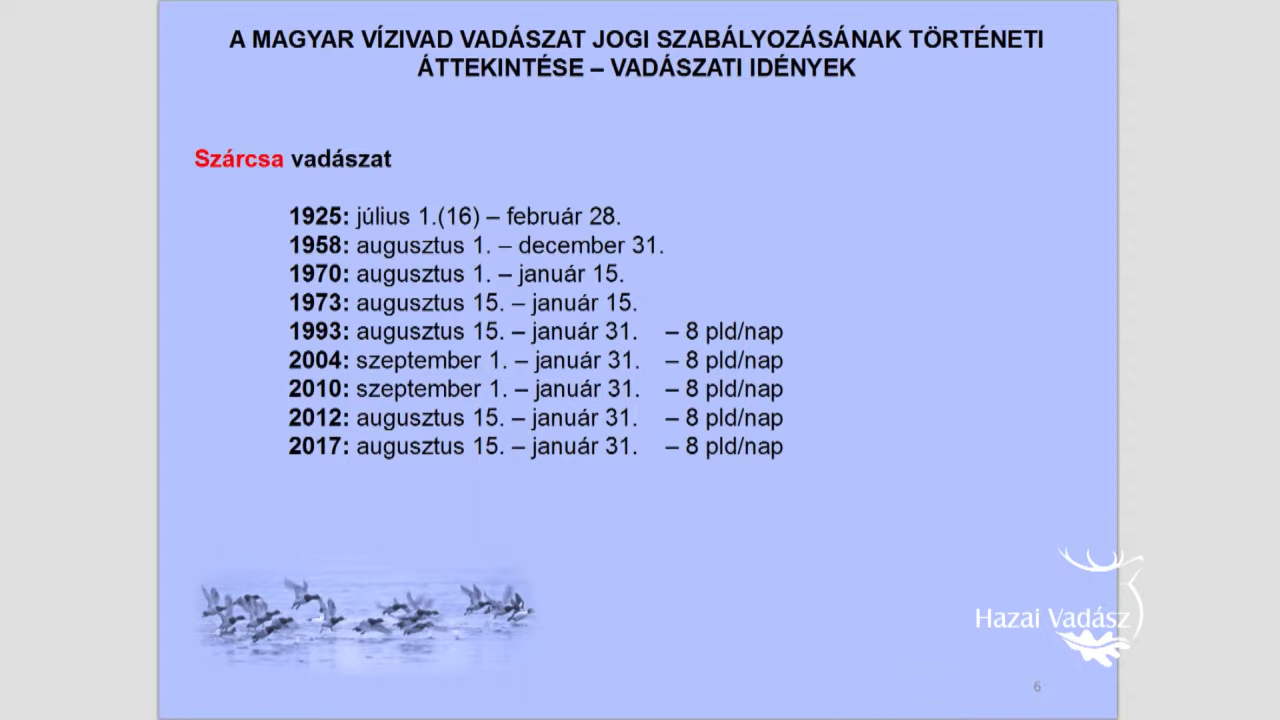 A MAGYAR VÍZIVAD VADÁSZAT JOGI SZABÁLYOZÁSÁNAK TÖRTÉNETI
ÁTTEKINTÉSE – VADÁSZATI IDÉNYEK
Szárcsa vadászat
1925: július 1.(16) – február 28.
1958: augusztus 1. – december 31.
1970: augusztus 1. – január 15.
1973: augusztus 15. – január 15.
1993: augusztus 15. – január 31. – 8 pld/nap
2004: szeptember 1. – január 31. – 8 pld/nap
2010: szeptember 1. – január 31. – 8 pld/nap
2012: augusztus 15. – január 31. – 8 pld/nap
2017: augusztus 15. – január 31. – 8 pld/nap
Hazai Vadász
6